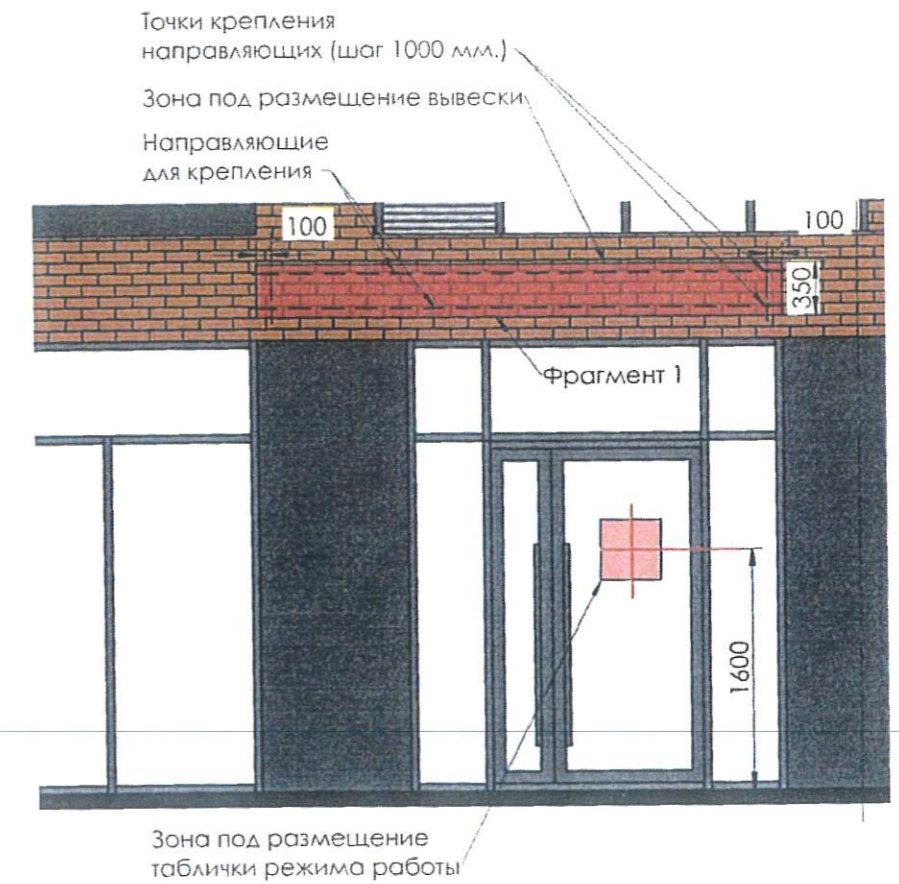 Точки крепления
направляющих (шаг 1000 мм.)
Зона под размещение вывески
Направляющие
для крепления
100
100
350
Фрагмент 1
1600
Зона под размещение
таблички режима работы